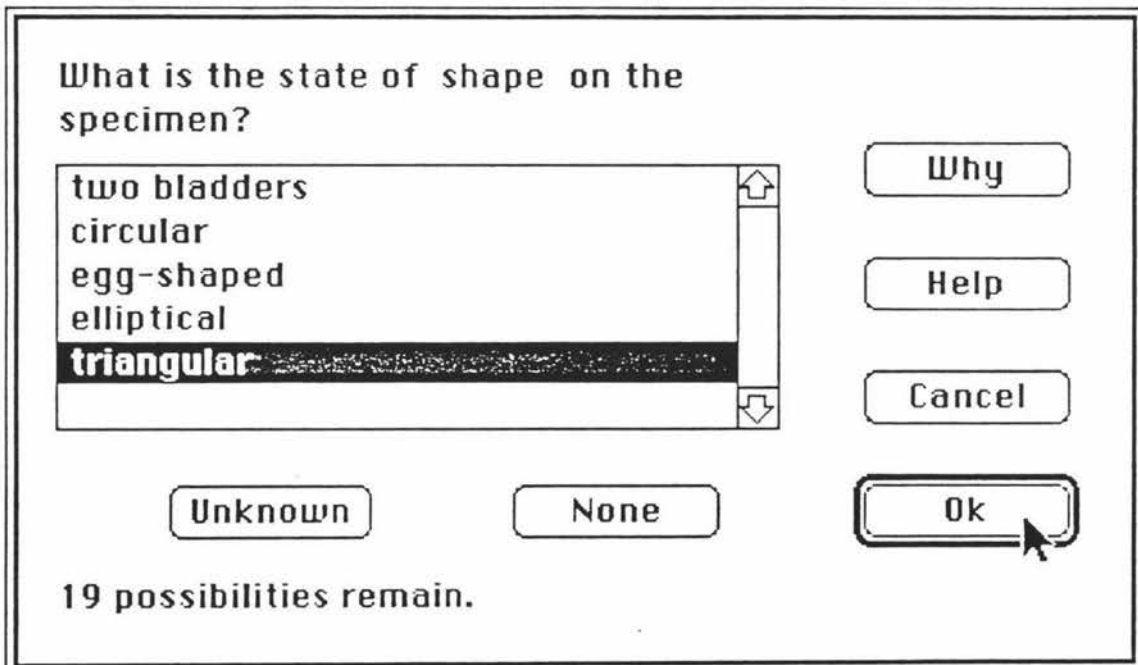 What is the state of shape on the
specimen?
two bladders
circular
egg-shaped
elliptical
triangular
Why
Help
Cancel
Unknown
None
Ok
19 possibilities remain.